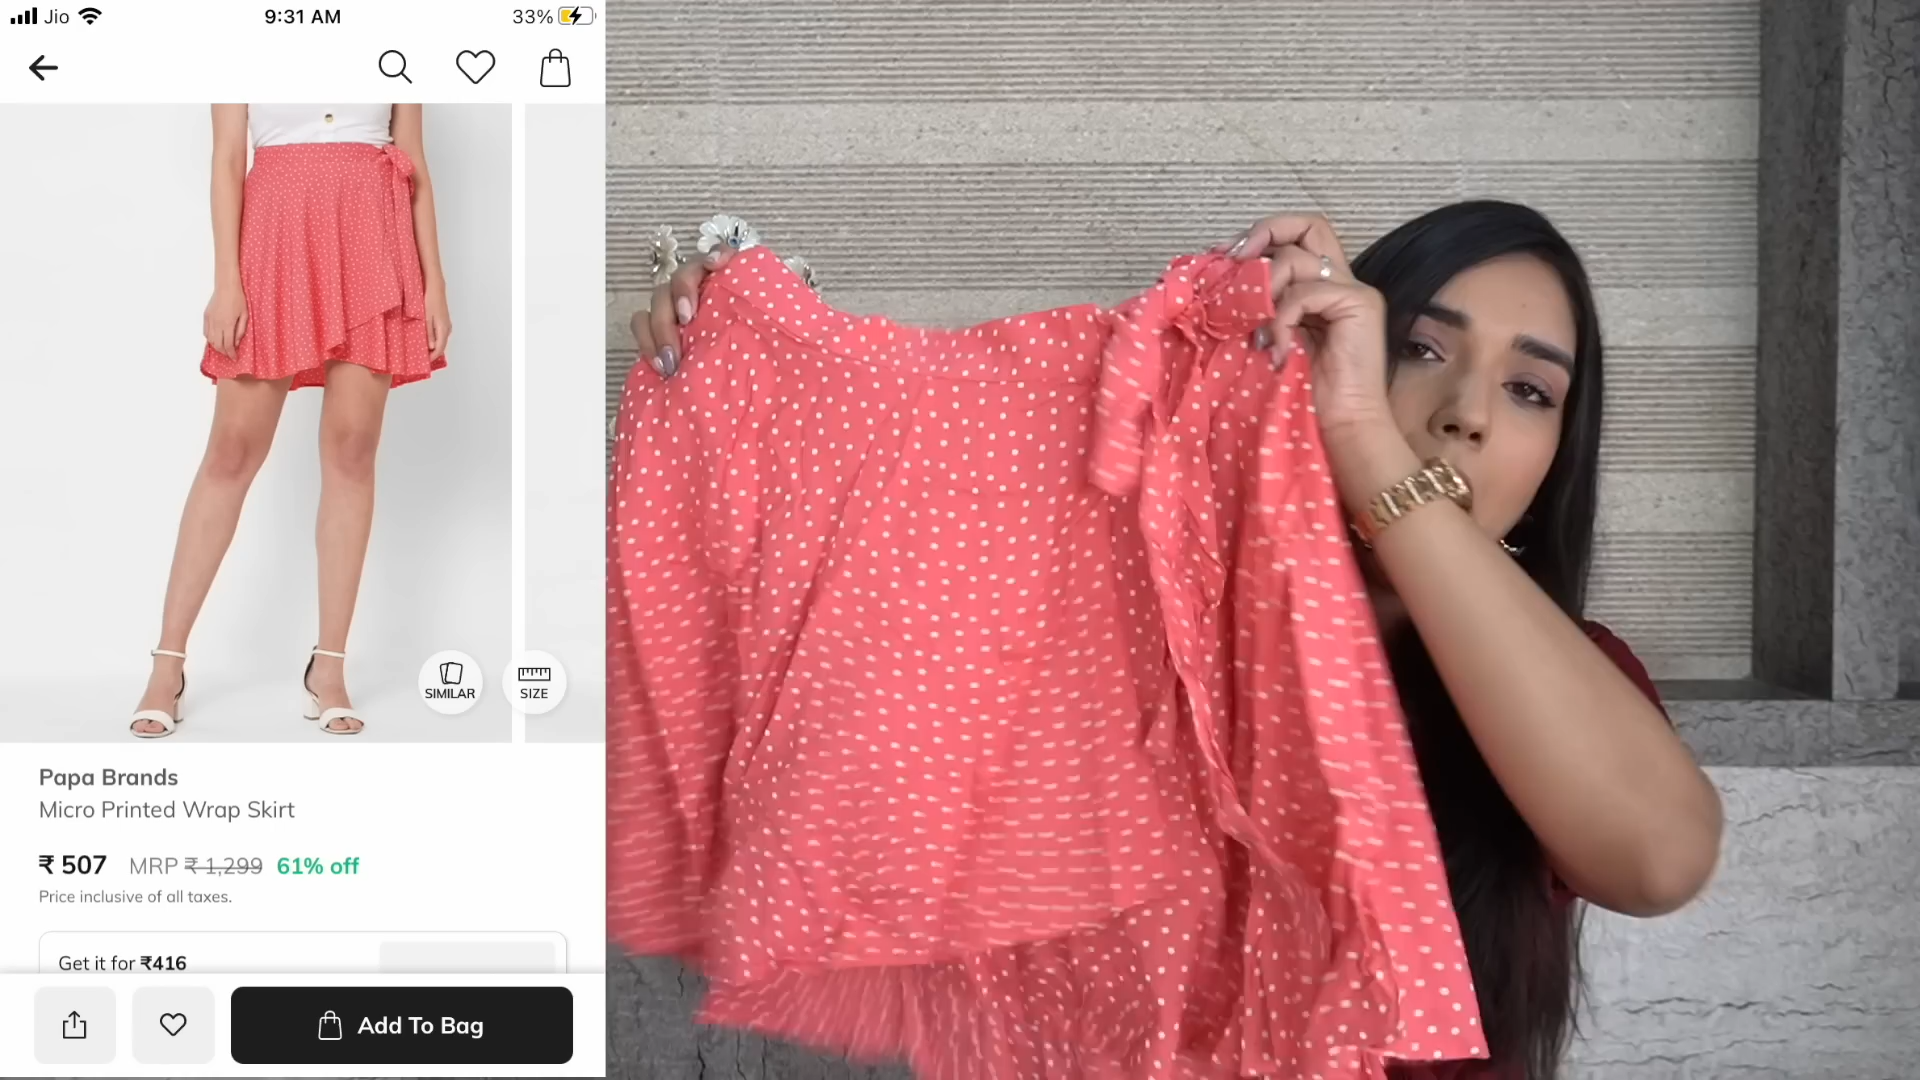 Jio 9:31 AM 33%
SIMILAR SIZE
Papa Brands
Micro Printed Wrap Skirt
₹ 507 MRP ₹ 1,299 61% off
Price inclusive of all taxes.
Get it for ₹416
Add To Bag